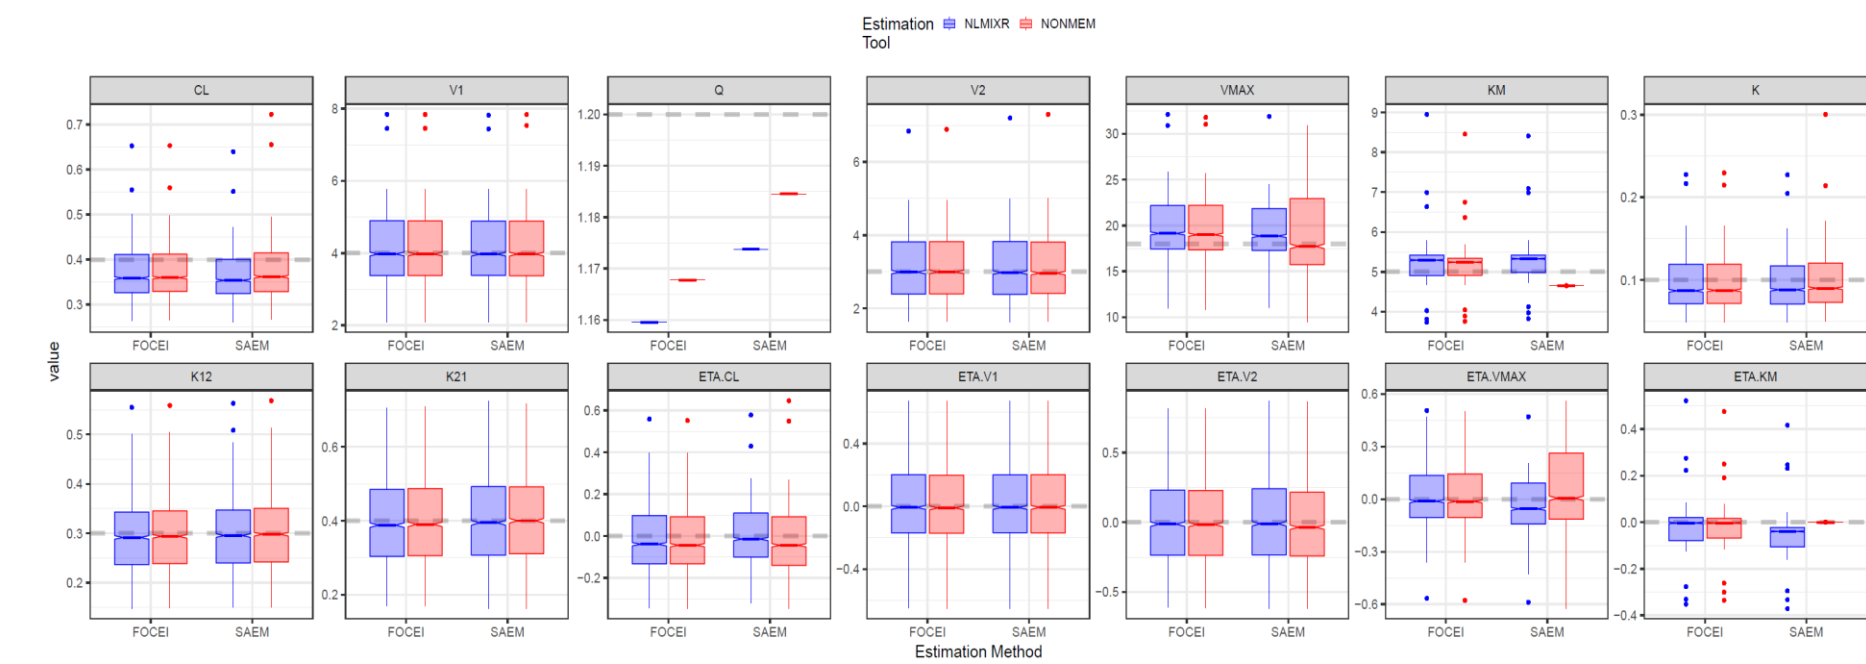 Estimation NLMIXR NONMEM
Tool
CL V1 Q V2 VMAX KM K
0.7 0.6 0.5 0.4 0.3
8 6 4 2
1.20 1.19 1.18 1.17 1.16
6 4 2
30 25 20 15 10
9 8 7 6 5 4
0.3 0.2 0.1
FOCEI SAEM FOCEI SAEM FOCEI SAEM FOCEI SAEM FOCEI SAEM FOCEI SAEM FOCEI SAEM
value
K12 K21 ETA.CL ETA.V1 ETA.V2 ETA.VMAX ETA.KM
0.5 0.4 0.3 0.2
0.6 0.4 0.2
0.6 0.4 0.2 0.0 −0.2
0.4 0.0 −0.4
0.5 0.0 −0.5
0.6 0.3 0.0 −0.3 −0.6
0.4 0.2 0.0 −0.2 −0.4
FOCEI SAEM FOCEI SAEM FOCEI SAEM FOCEI SAEM FOCEI SAEM FOCEI SAEM FOCEI SAEM
Estimation Method